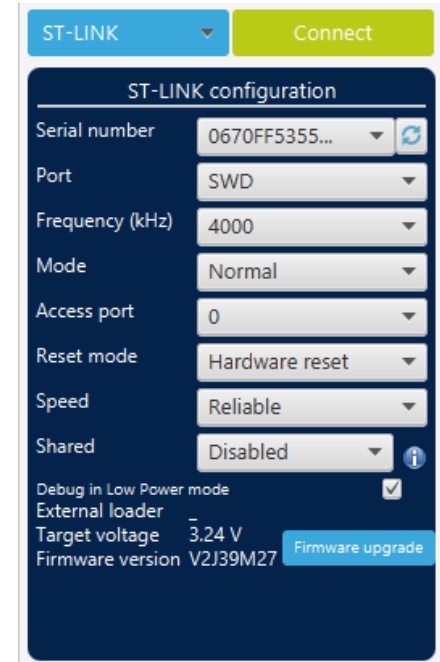 ST-LINK Connect
ST-LINK configuration
Serial number 0670FF5355...
Port SWD
Frequency (kHz) 4000
Mode Normal
Access port 0
Reset mode Hardware reset
Speed Reliable
Shared Disabled
Debug in Low Power mode
External loader _
Target voltage 3.24 V
Firmware version V2J39M27 Firmware upgrade